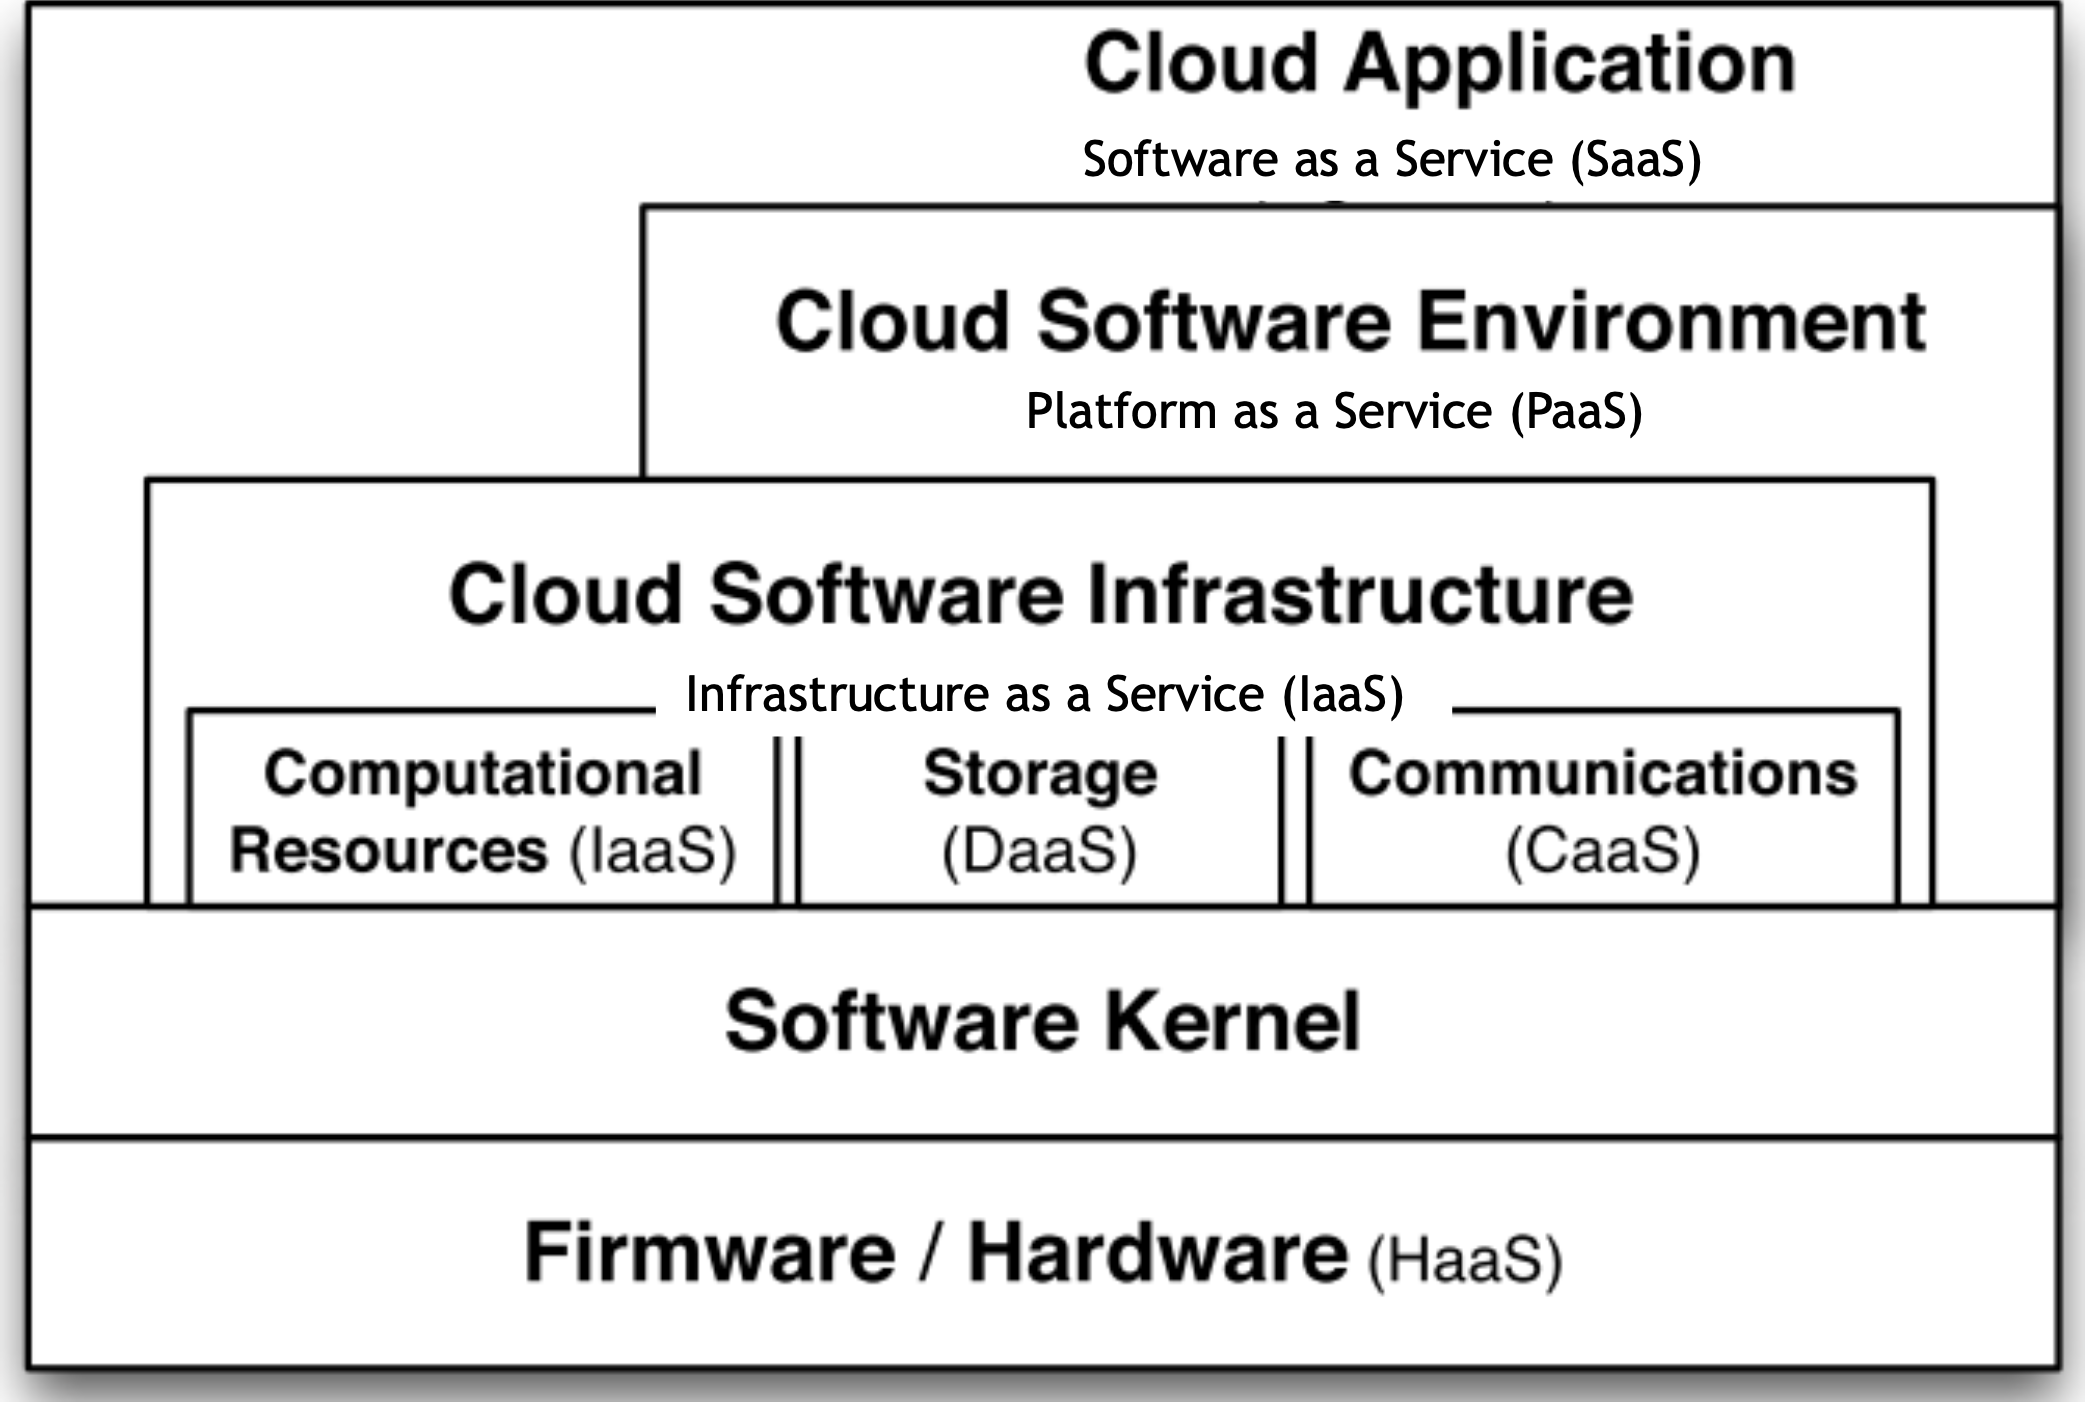 Cloud Application
Software as a Service (SaaS)
Cloud Software Environment
Platform as a Service (PaaS)
Cloud Software Infrastructure
Infrastructure as a Service (IaaS)
Computational
Resources (IaaS)
Storage
(DaaS)
Communications
(CaaS)
Software Kernel
Firmware / Hardware (HaaS)